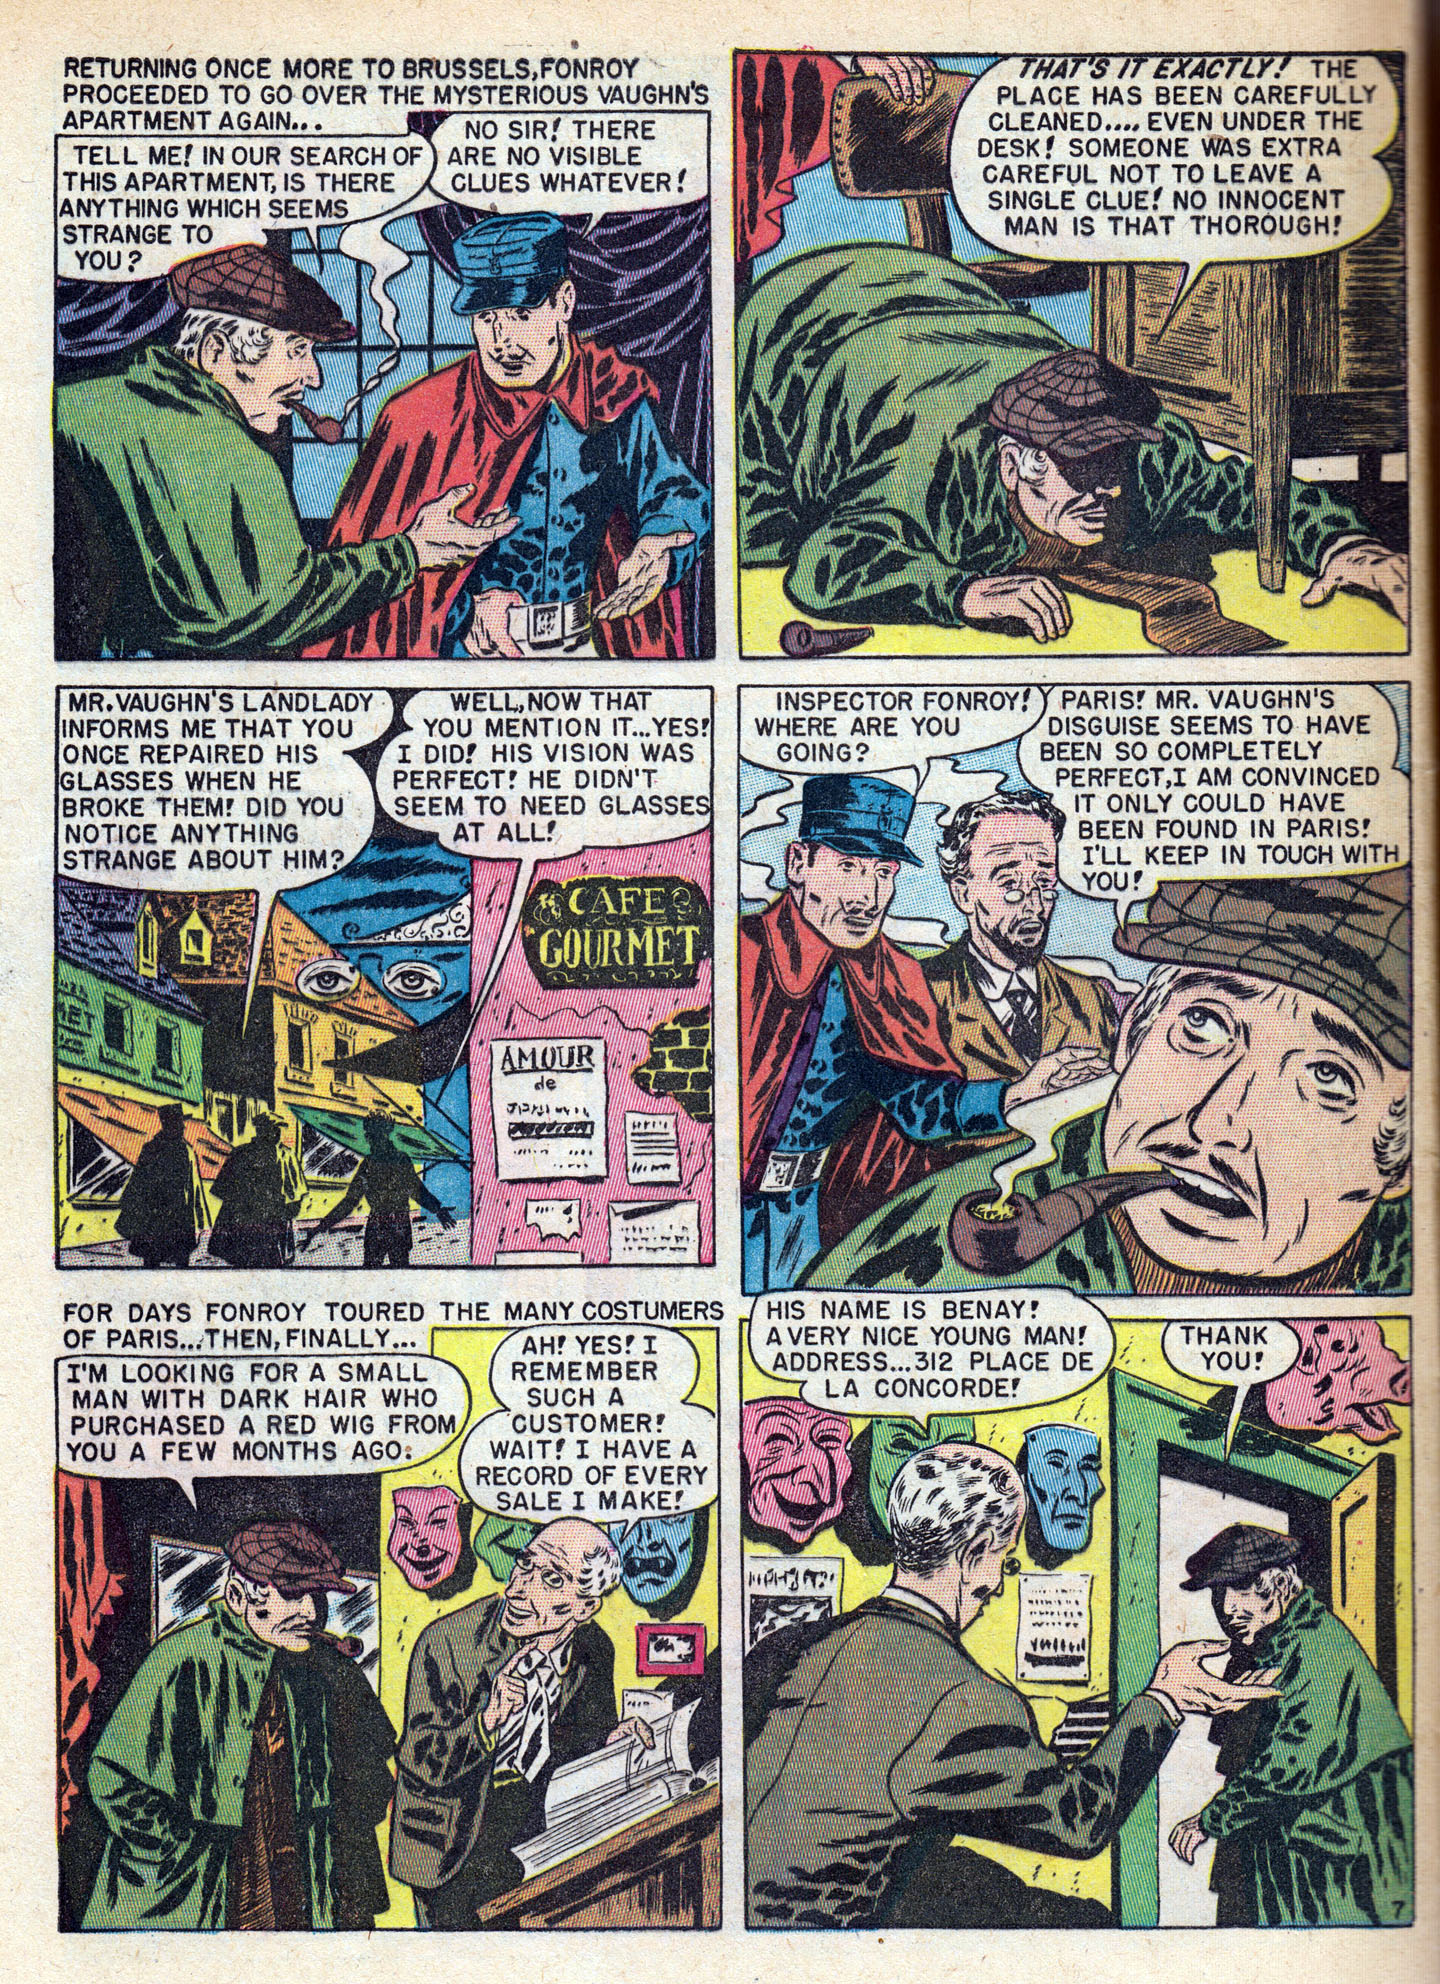 RETURNING ONCE MORE TO BRUSSELS, FONROY
PROCEEDED TO GO OVER THE MYSTERIOUS VAUGHN'S
APARTMENT AGAIN...
TELL ME! IN OUR SEARCH OF
THIS APARTMENT, IS THERE
ANYTHING WHICH SEEMS
STRANGE TO
YOU?
NO SIR! THERE
ARE NO VISIBLE
CLUES WHATEVER!
THAT'S IT EXACTLY! THE
PLACE HAS BEEN CAREFULLY
CLEANED.... EVEN UNDER THE
DESK! SOMEONE WAS EXTRA
CAREFUL NOT TO LEAVE A
SINGLE CLUE! NO INNOCENT
MAN IS THAT THOROUGH!
MR. VAUGHN'S LANDLADY
INFORMS ME THAT YOU
ONCE REPAIRED HIS
GLASSES WHEN HE
BROKE THEM! DID YOU
NOTICE ANYTHING
STRANGE ABOUT HIM?
WELL, NOW THAT
YOU MENTION IT... YES!
I DID! HIS VISION WAS
PERFECT! HE DIDN'T
SEEM TO NEED GLASSES
AT ALL!
CAFE
GOURMET
AMOUR
de
INSPECTOR FONROY!
WHERE ARE YOU
GOING?
PARIS! MR. VAUGHN'S
DISGUISE SEEMS TO HAVE
BEEN SO COMPLETELY
PERFECT, I AM CONVINCED
IT ONLY COULD HAVE
BEEN FOUND IN PARIS!
I'LL KEEP IN TOUCH WITH
YOU!
FOR DAYS FONROY TOURED THE MANY COSTUMERS
OF PARIS... THEN, FINALLY...
I'M LOOKING FOR A SMALL
MAN WITH DARK HAIR WHO
PURCHASED A RED WIG FROM
YOU A FEW MONTHS AGO.
AH! YES! I
REMEMBER
SUCH A
CUSTOMER!
WAIT! I HAVE A
RECORD OF EVERY
SALE I MAKE!
HIS NAME IS BENAY!
A VERY NICE YOUNG MAN!
ADDRESS... 312 PLACE DE
LA CONCORDE!
THANK
YOU!
7